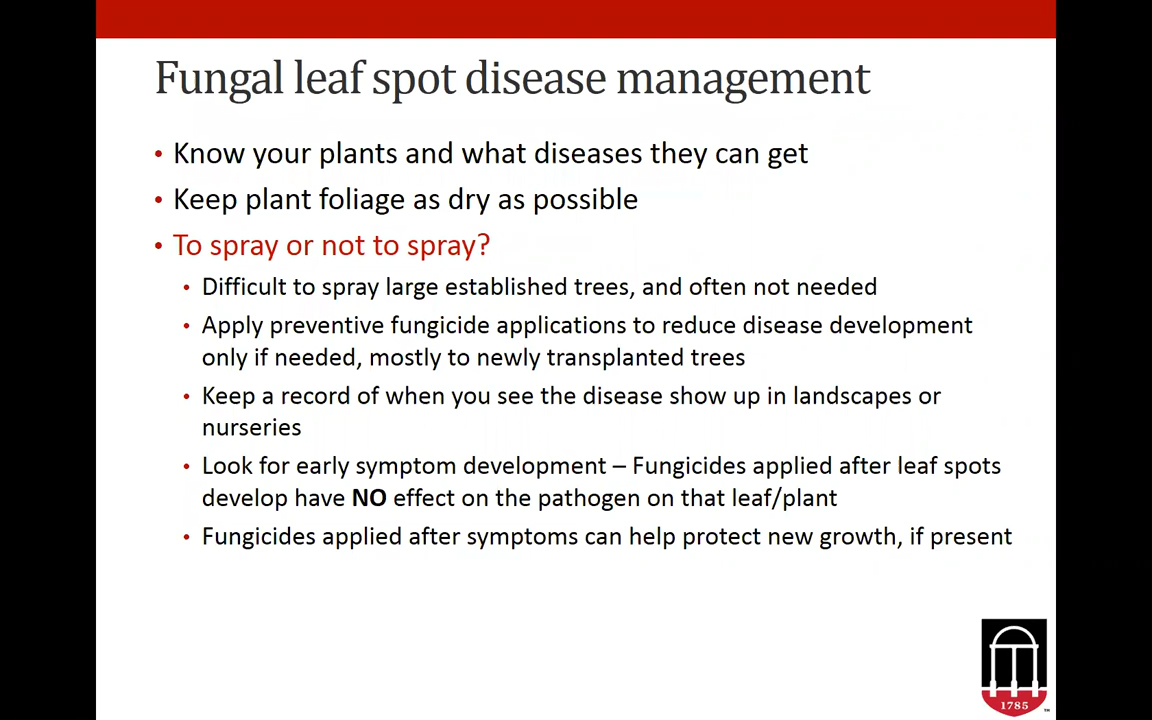 Fungal leaf spot disease management
• Know your plants and what diseases they can get
• Keep plant foliage as dry as possible
• To spray or not to spray?
• Difficult to spray large established trees, and often not needed
• Apply preventive fungicide applications to reduce disease development
only if needed, mostly to newly transplanted trees
• Keep a record of when you see the disease show up in landscapes or
nurseries
• Look for early symptom development – Fungicides applied after leaf spots
develop have NO effect on the pathogen on that leaf/plant
• Fungicides applied after symptoms can help protect new growth, if present
1785
TM